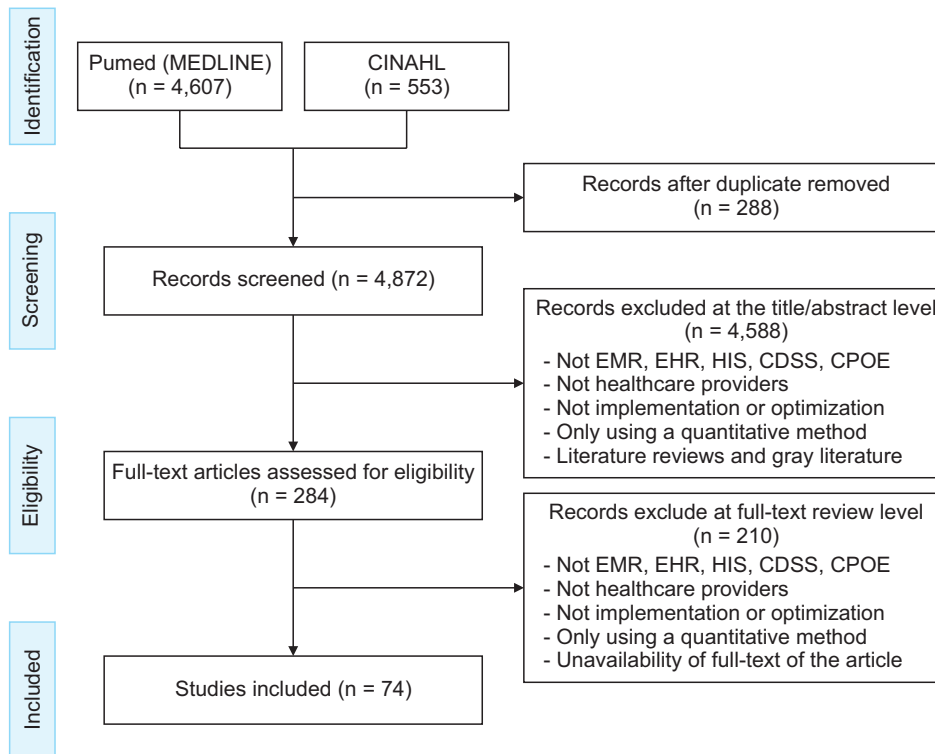 Identification
Pumed (MEDLINE)
(n = 4,607)
CINAHL
(n = 553)
Records after duplicate removed
(n = 288)
Screening
Records screened (n = 4,872)
Records excluded at the title/abstract level
(n = 4,588)
- Not EMR, EHR, HIS, CDSS, CPOE
- Not healthcare providers
- Not implementation or optimization
- Only using a quantitative method
- Literature reviews and gray literature
Eligibility
Full-text articles assessed for eligibility
(n = 284)
Records exclude at full-text review level
(n = 210)
- Not EMR, EHR, HIS, CDSS, CPOE
- Not healthcare providers
- Not implementation or optimization
- Only using a quantitative method
- Unavailability of full-text of the article
Included
Studies included (n = 74)